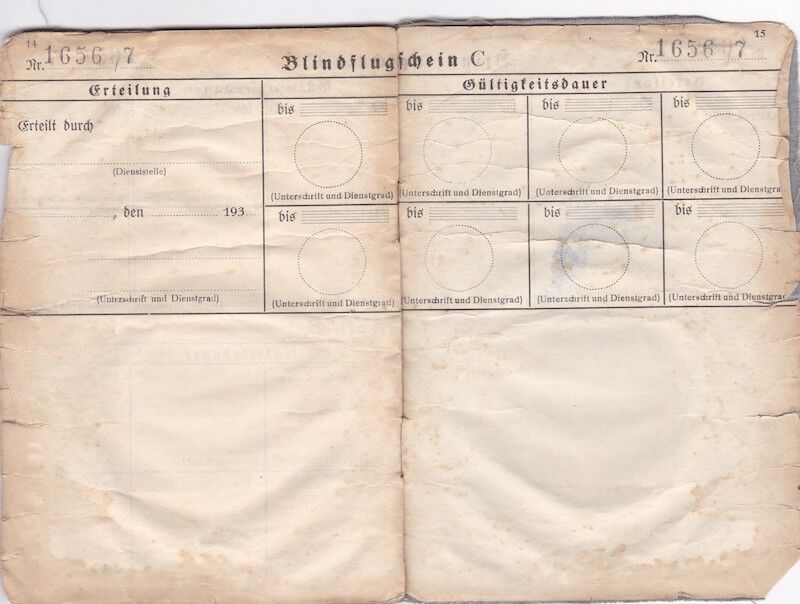 14
Nr. 1656/7
Blindflugschein C
Nr. 1656/7
15
Erteilung
Gültigkeitsdauer
Erteilt durch
(Dienststelle)
, den 193
(Unterschrift und Dienstgrad)
bis
bis
bis
bis
(Unterschrift und Dienstgrad)
(Unterschrift und Dienstgrad)
(Unterschrift und Dienstgrad)
(Unterschrift und Dienstgra
bis
bis
bis
bis
(Unterschrift und Dienstgrad)
(Unterschrift und Dienstgrad)
(Unterschrift und Dienstgrad)
(Unterschrift und Dienstgra